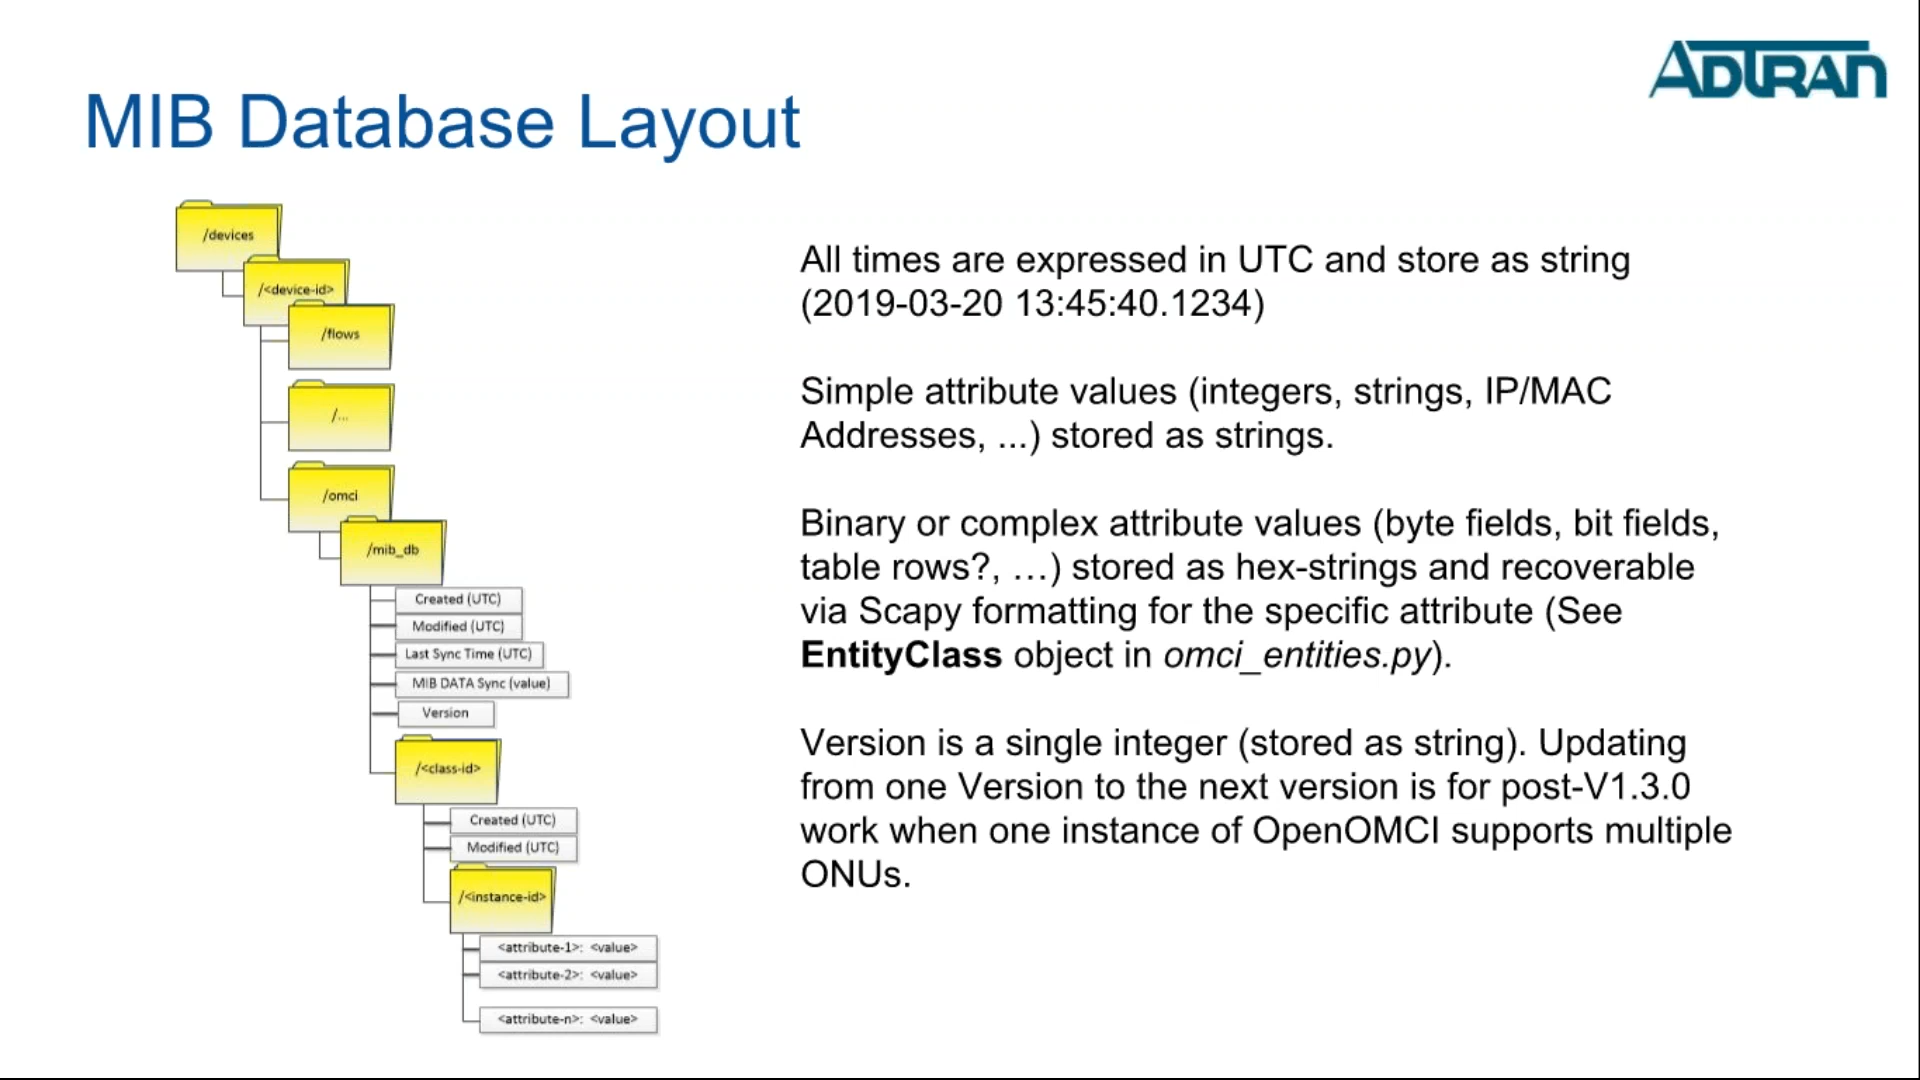 ADTRAN
MIB Database Layout
/devices
/<device-id>
/flows
/...
/omci
/mib_db
Created (UTC)
Modified (UTC)
Last Sync Time (UTC)
MIB DATA Sync (value)
Version
/<class-id>
Created (UTC)
Modified (UTC)
/<instance-id>
<attribute-1>: <value>
<attribute-2>: <value>
<attribute-n>: <value>
All times are expressed in UTC and store as string
(2019-03-20 13:45:40.1234)
Simple attribute values (integers, strings, IP/MAC
Addresses, ...) stored as strings.
Binary or complex attribute values (byte fields, bit fields,
table rows?, …) stored as hex-strings and recoverable
via Scapy formatting for the specific attribute (See
EntityClass object in omci_entities.py).
Version is a single integer (stored as string). Updating
from one Version to the next version is for post-V1.3.0
work when one instance of OpenOMCI supports multiple
ONUs.